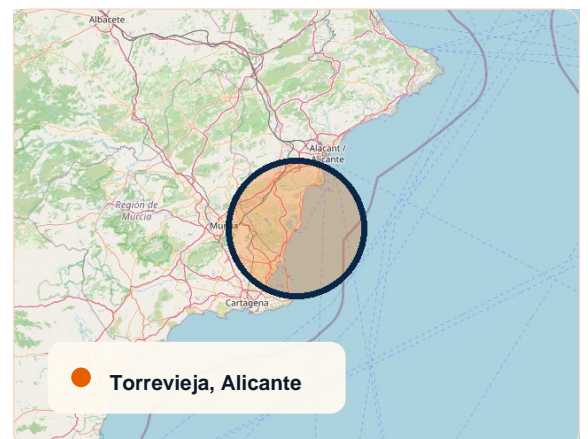 Albacete
Alacant /
Alicante
Región de
Murcia
Murcia
Cartagena
Torrevieja, Alicante